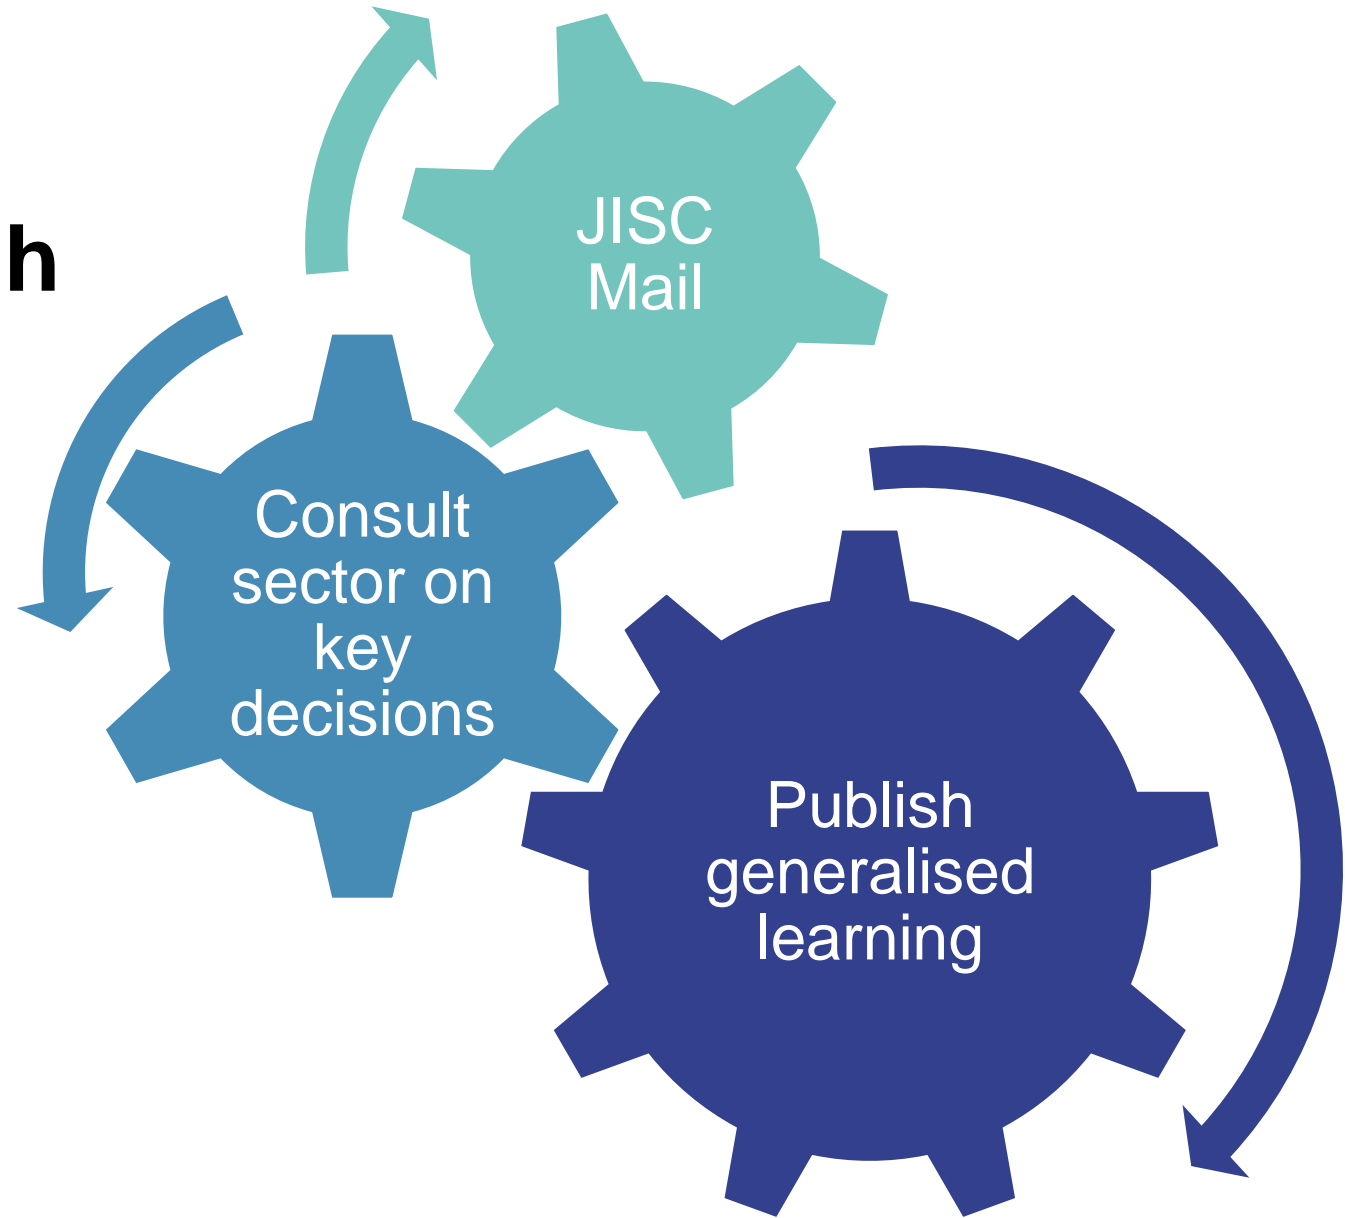 h
JISC
Mail
Consult
sector on
key
decisions
Publish
generalised
learning